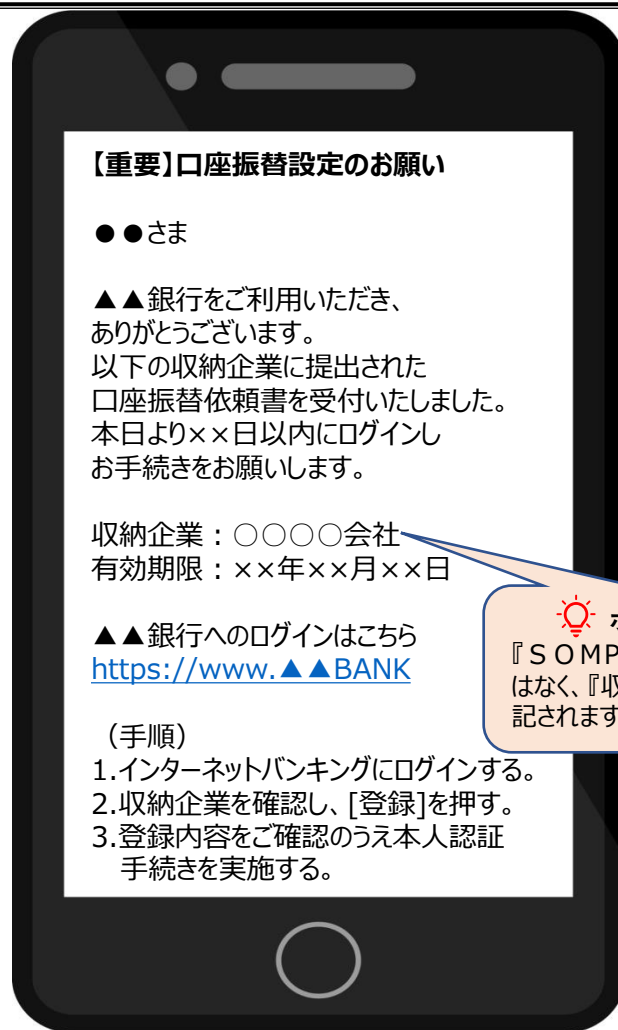 【重要】口座振替設定のお願い
●●さま
▲▲銀行をご利用いただき、
ありがとうございます。
以下の収納企業に提出された
口座振替依頼書を受付いたしました。
本日より××日以内にログインし
お手続きをお願いします。
収納企業：○○○○会社
有効期限：××年××月××日
▲▲銀行へのログインはこちら
https://www.▲▲BANK
（手順）
1.インターネットバンキングにログインする。
2.収納企業を確認し、[登録]を押す。
3.登録内容をご確認のうえ本人認証
手続きを実施する。
『ＳＯＭＰ
はなく、『収
記されます